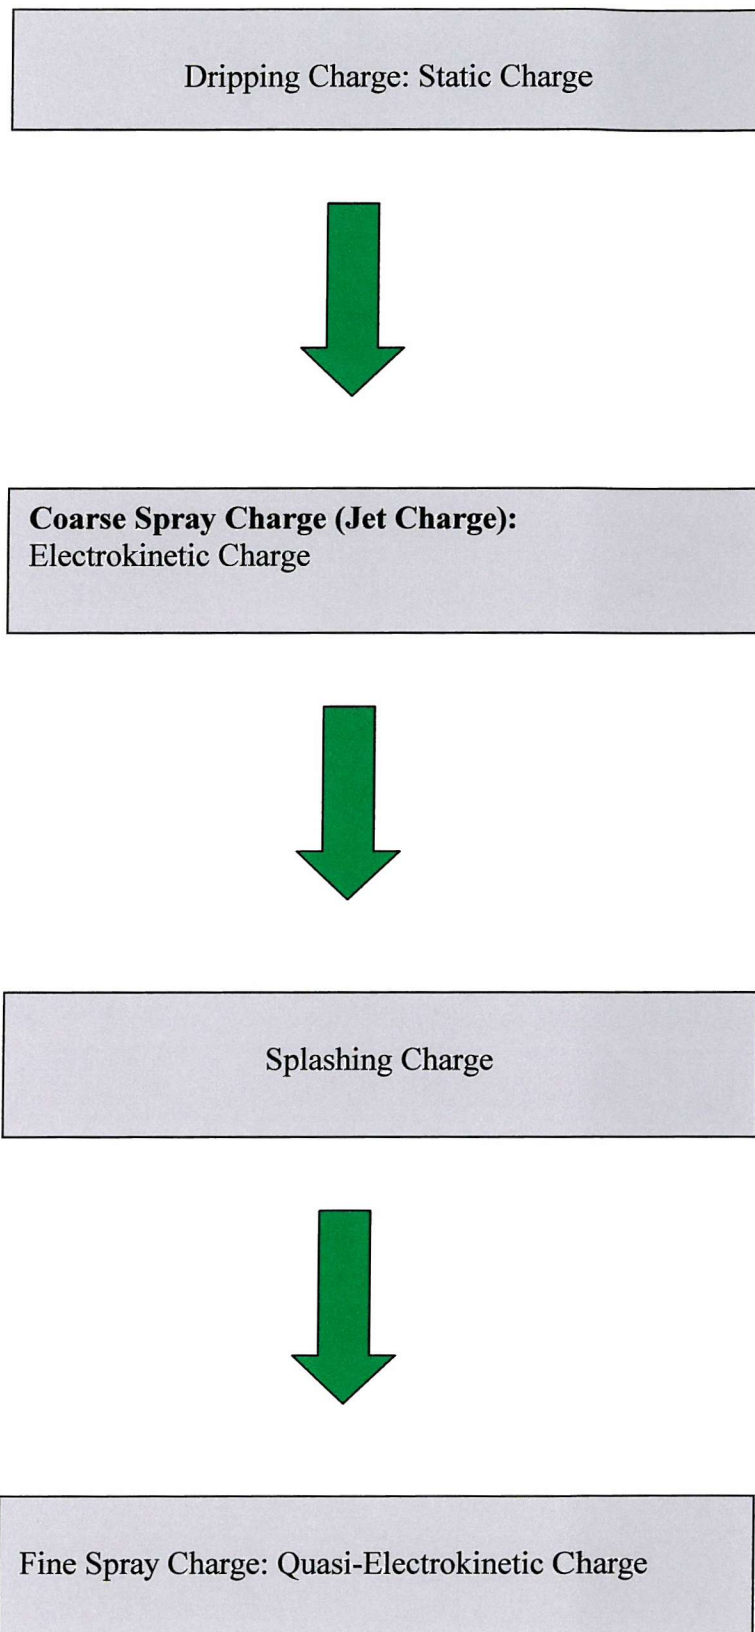 Dripping Charge: Static Charge
Coarse Spray Charge (Jet Charge):
Electrokinetic Charge
Splashing Charge
Fine Spray Charge: Quasi-Electrokinetic Charge